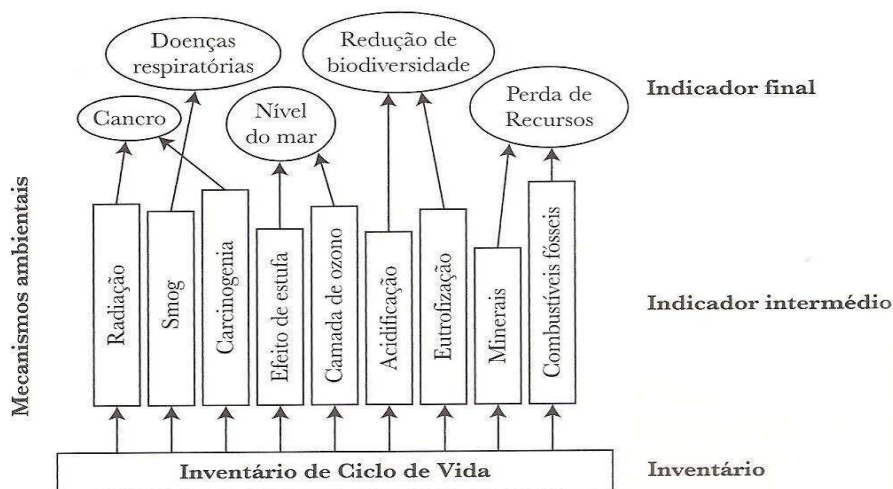 Doenças
respiratórias
Redução de
biodiversidade
Indicador final
Cancro
Nível
do mar
Perda de
Recursos
Mecanismos ambientais
Radiação
Smog
Carcinogenia
Efeito de estufa
Camada de ozono
Acidificação
Eutrofização
Minerais
Combustíveis fósseis
Indicador intermédio
Inventário de Ciclo de Vida
Inventário